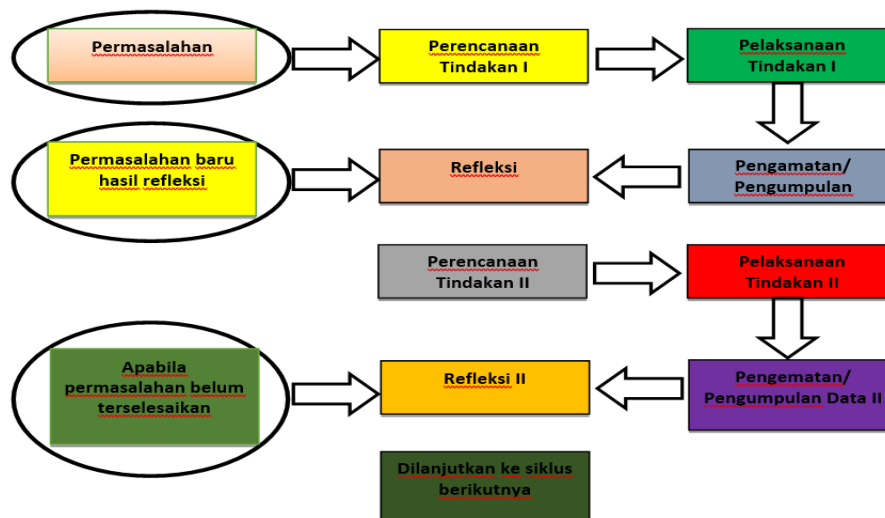 Permasalahan
Perencanaan
Tindakan I
Pelaksanaan
Tindakan I
Permasalahan baru
hasil refleksi
Refleksi
Pengamatan/
Pengumpulan
Perencanaan
Tindakan II
Pelaksanaan
Tindakan II
Apabila
permasalahan belum
terselesaikan
Refleksi II
Pengematan/
Pengumpulan Data II
Dilanjutkan ke siklus
berikutnya